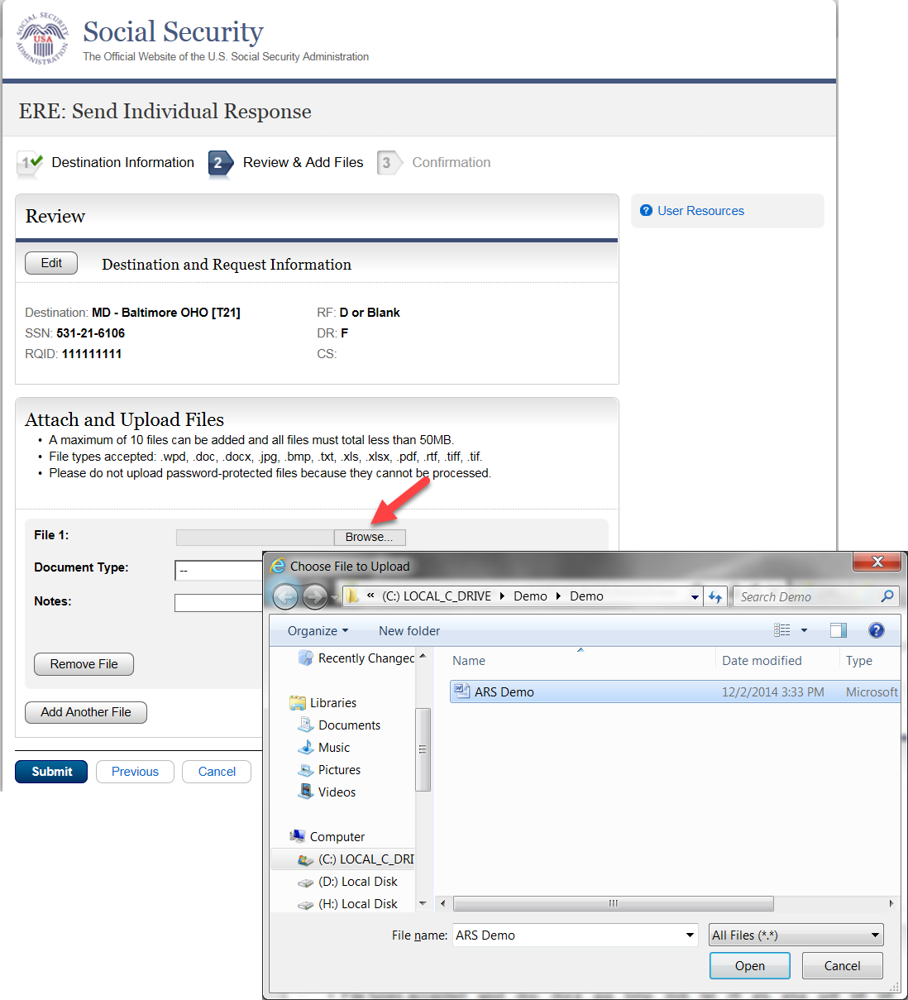 SOCIAL SECURITY ADMINISTRATION
USA
Social Security
The Official Website of the U.S. Social Security Administration
ERE: Send Individual Response
1 Destination Information 2 Review & Add Files 3 Confirmation
Review
User Resources
Edit Destination and Request Information
Destination: MD - Baltimore OHO [T21] RF: D or Blank
SSN: 531-21-6106 DR: F
RQID: 111111111 CS:
Attach and Upload Files
• A maximum of 10 files can be added and all files must total less than 50MB.
• File types accepted: .wpd, .doc, .docx, .jpg, .bmp, .txt, .xls, .xlsx, .pdf, .rtf, .tiff, .tif.
• Please do not upload password-protected files because they cannot be processed.
File 1: Browse...
Document Type: --
Notes:
Remove File
Add Another File
Submit Previous Cancel
Choose File to Upload
« (C:) LOCAL_C_DRIVE Demo Demo Search Demo
Organize New folder
Recently Changed
Libraries
Documents
Music
Pictures
Videos
Computer
(C:) LOCAL_C_DRI
(D:) Local Disk
(H:) Local Disk
Name Date modified Type
ARS Demo 12/2/2014 3:33 PM Microsoft
File name: ARS Demo All Files (*.*)
Open Cancel